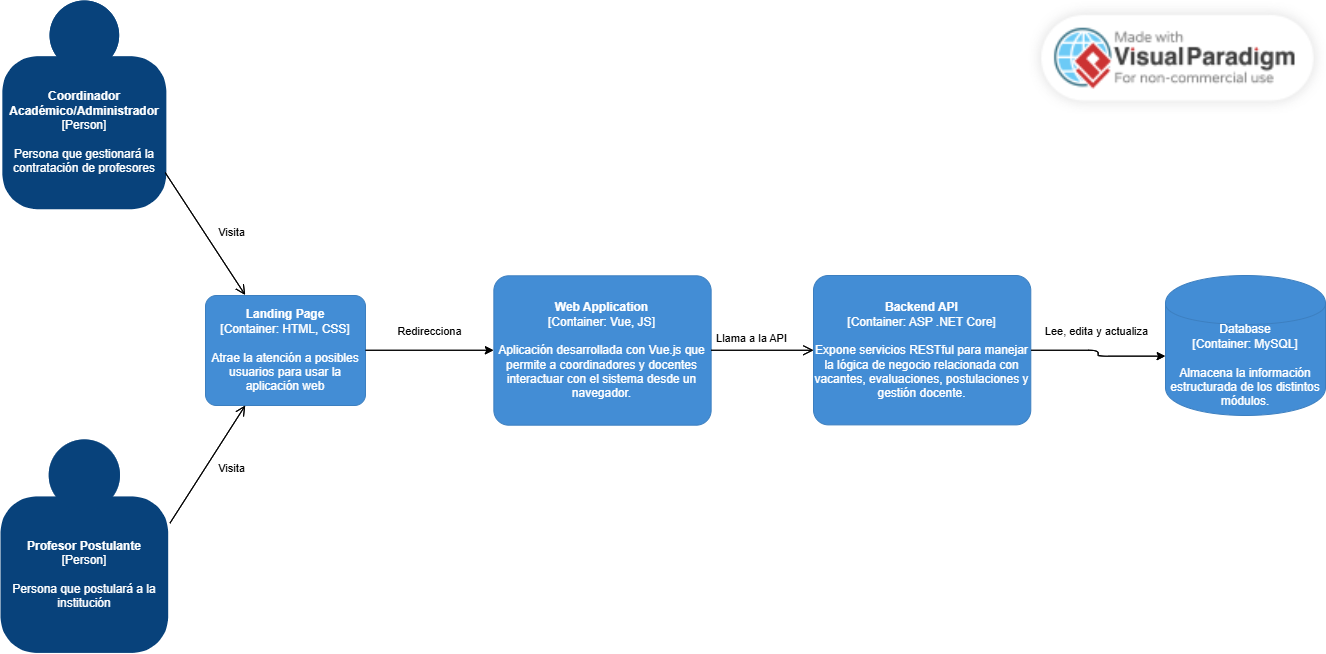 Made with
Visual Paradigm
For non-commercial use
Coordinador
Académico/Administrador
[Person]
Persona que gestionará la
contratación de profesores
Visita
Landing Page
[Container: HTML, CSS]
Atrae la atención a posibles
usuarios para usar la
aplicación web
Redirecciona
Web Application
[Container: Vue, JS]
Aplicación desarrollada con Vue.js que
permite a coordinadores y docentes
interactuar con el sistema desde un
navegador.
Llama a la API
Backend API
[Container: ASP .NET Core]
Expone servicios RESTful para manejar
la lógica de negocio relacionada con
vacantes, evaluaciones, postulaciones y
gestión docente.
Lee, edita y actualiza
Database
[Container: MySQL]
Almacena la información
estructurada de los distintos
módulos.
Visita
Profesor Postulante
[Person]
Persona que postulará a la
institución